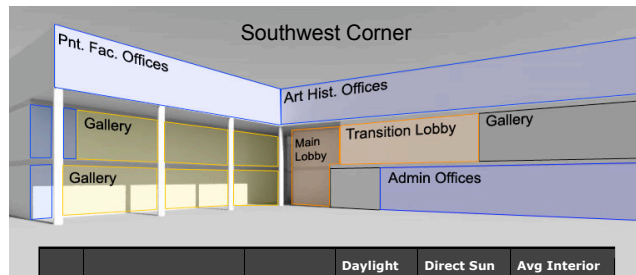 Southwest Corner
Pnt. Fac. Offices
Art Hist. Offices
Gallery
Main
Lobby
Transition Lobby
Gallery
Gallery
Admin Offices
Daylight
Direct Sun
Avg Interior